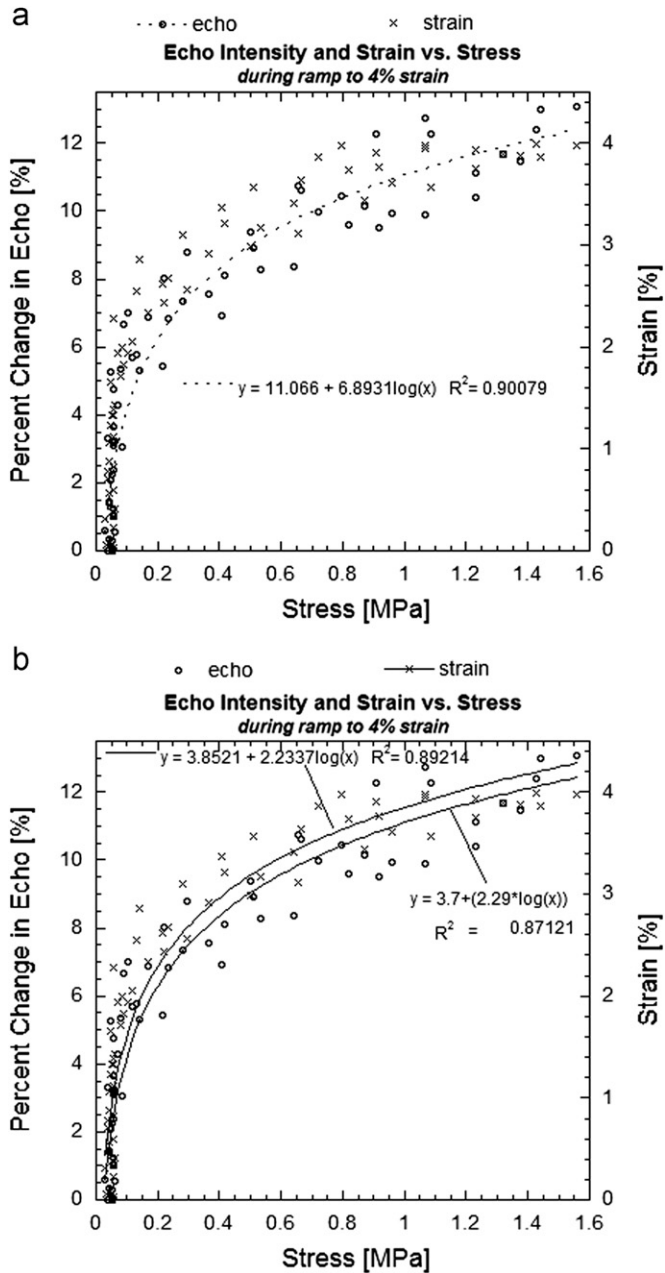 a
echo strain
Echo Intensity and Strain vs. Stress
during ramp to 4% strain
Percent Change in Echo [%]
12
10
8
6
4
2
0
y = 11.066 + 6.8931log(x) R² = 0.90079
4
3
2
1
0
Strain [%]
0 0.2 0.4 0.6 0.8 1 1.2 1.4 1.6
Stress [MPa]
b
echo strain
Echo Intensity and Strain vs. Stress
during ramp to 4% strain
Percent Change in Echo [%]
12
10
8
6
4
2
0
y = 3.8521 + 2.2337log(x) R² = 0.89214
y = 3.7+(2.29*log(x))
R² = 0.87121
4
3
2
1
0
Strain [%]
0 0.2 0.4 0.6 0.8 1 1.2 1.4 1.6
Stress [MPa]